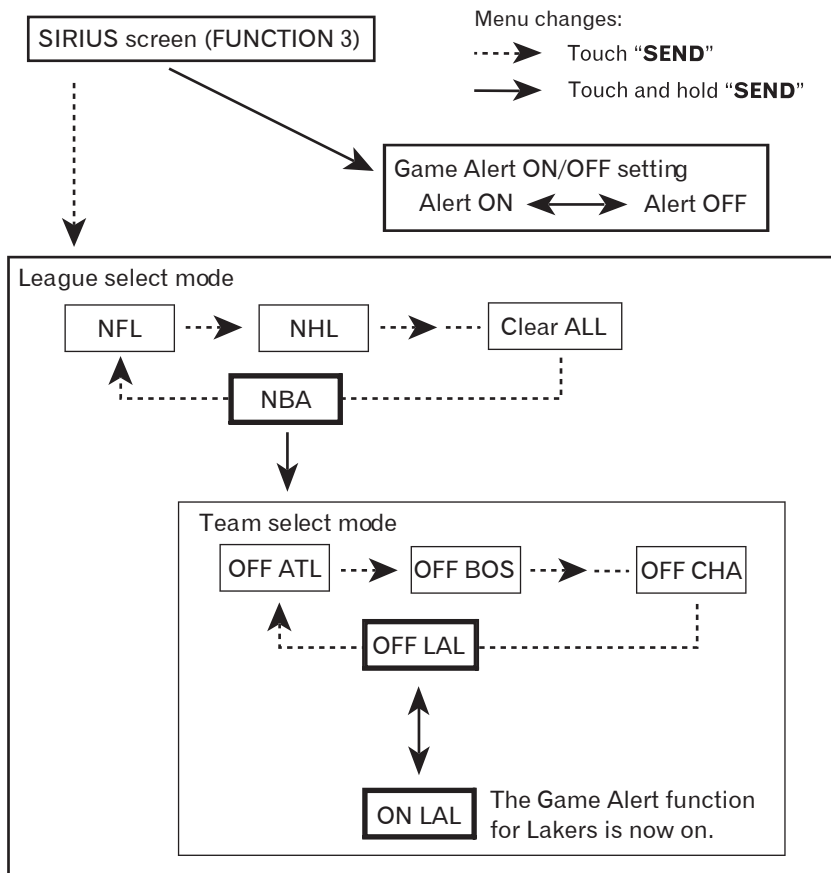 SIRIUS screen (FUNCTION 3)
Menu changes:
Touch “SEND”
Touch and hold “SEND”
Game Alert ON/OFF setting
Alert ON Alert OFF
League select mode
NFL NHL Clear ALL
NBA
Team select mode
OFF ATL OFF BOS OFF CHA
OFF LAL
ON LAL
The Game Alert function
for Lakers is now on.